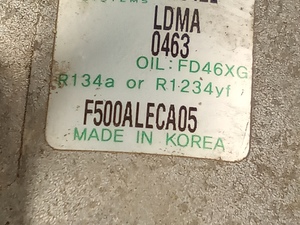 LDMA
0463
OIL: FD46XG
R134a or R1234yf
F500ALECA05
MADE IN KOREA